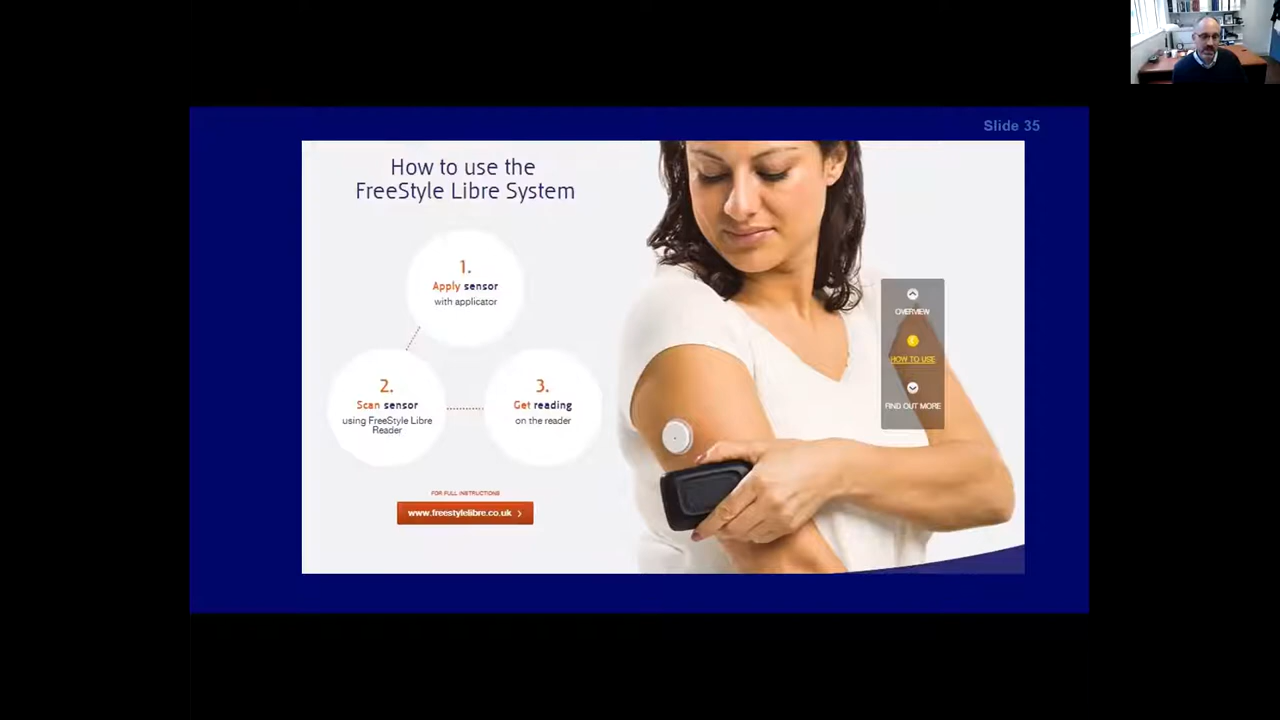 Slide 35
How to use the
FreeStyle Libre System
1.
Apply sensor
with applicator
2.
Scan sensor
using FreeStyle Libre
Reader
3.
Get reading
on the reader
FOR FULL INSTRUCTIONS
www.freestylelibre.co.uk
OVERVIEW
HOW TO USE
FIND OUT MORE